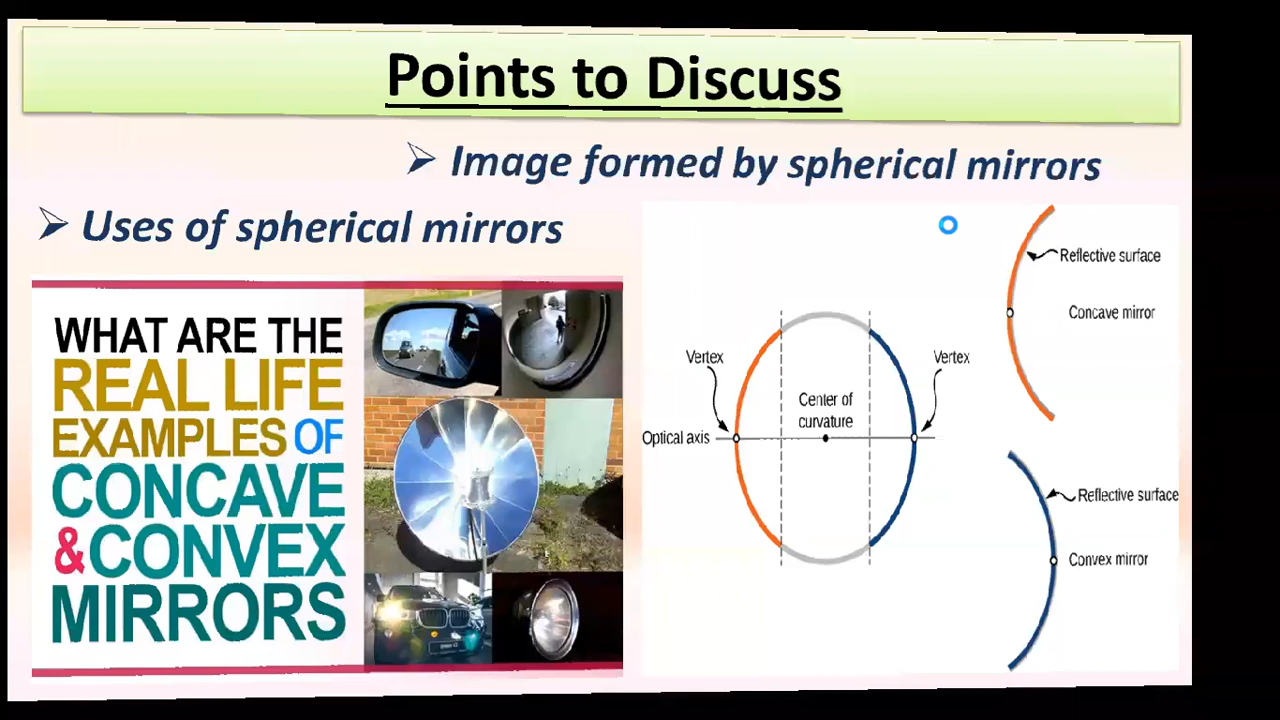 Points to Discuss
➢ Image formed by spherical mirrors
➢ Uses of spherical mirrors
WHAT ARE THE
REAL LIFE
EXAMPLES OF
CONCAVE
& CONVEX
MIRRORS
Reflective surface
Concave mirror
Vertex
Vertex
Center of
curvature
Optical axis
Reflective surface
Convex mirror